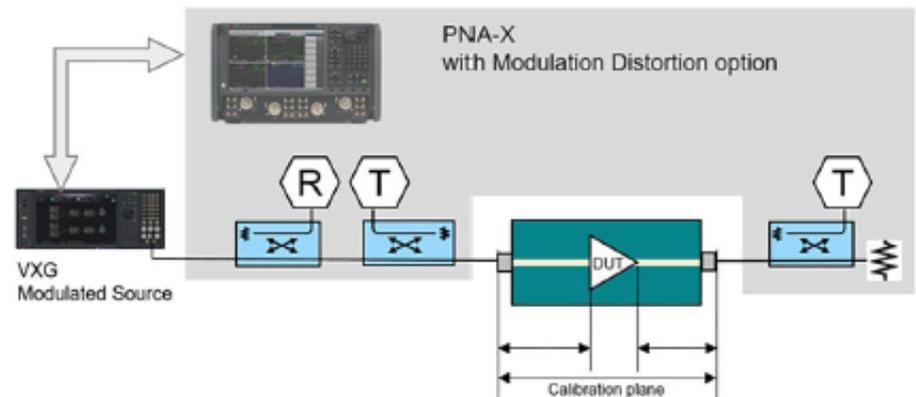 PNA-X
with Modulation Distortion option
R
T
T
VXG
Modulated Source
DUT
Calibration plane